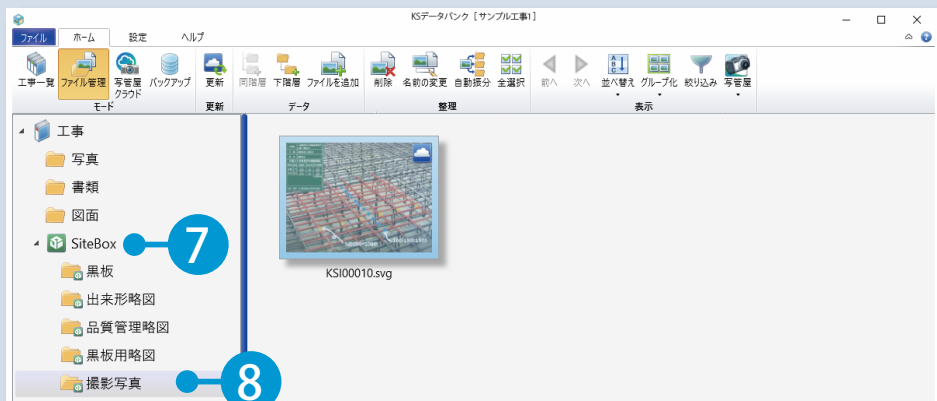 KSデータバンク [サンプル工事1]
ファイル ホーム 設定 ヘルプ
工事一覧 ファイル管理 写管屋クラウド バックアップ 更新 同階層 下階層 ファイルを追加 削除 名前の変更 自動振分 全選択 前へ 次へ 並べ替え グループ化 絞り込み 写管屋
モード 更新 データ 整理 表示
工事
写真
書類
図面
SiteBox 7
黒板
出来形略図
品質管理略図
黒板用略図
撮影写真 8
KSI00010.svg